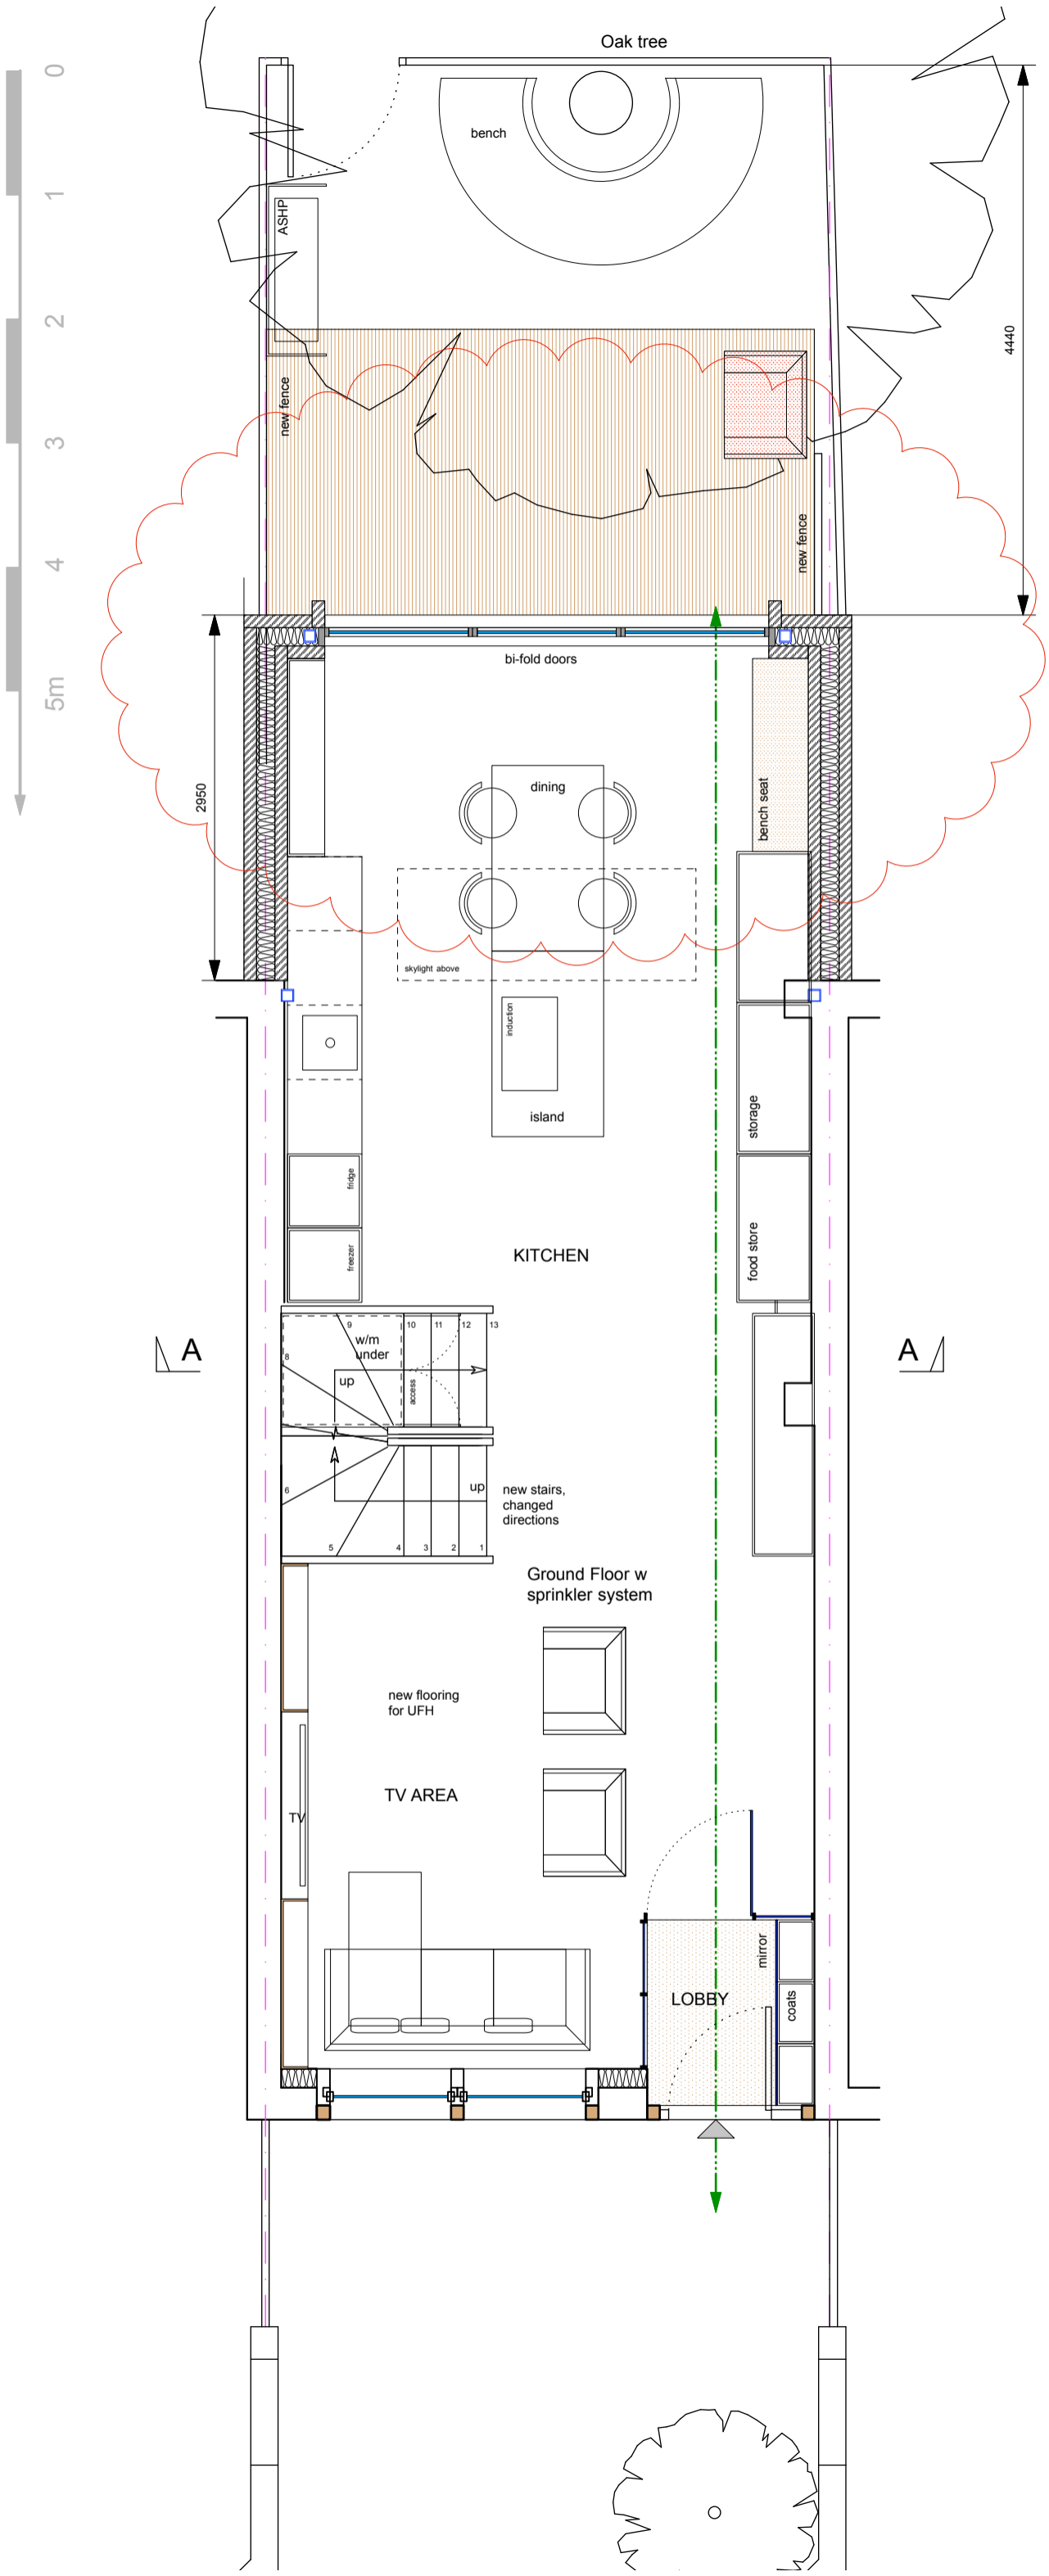 Oak tree
0
bench
1
ASHP
2
4440
new fence
3
new fence
4
bi-fold doors
5m
dining
2950
bench seat
skylight above
induction
island
storage
fridge
food store
KITCHEN
freezer
9
10
11
12
13
w/m
under
A
A
8
up
access
6
up
new stairs,
changed
directions
5
4
3
2
1
Ground Floor w
sprinkler system
new flooring
for UFH
TV AREA
TV
mirror
LOBBY
coats